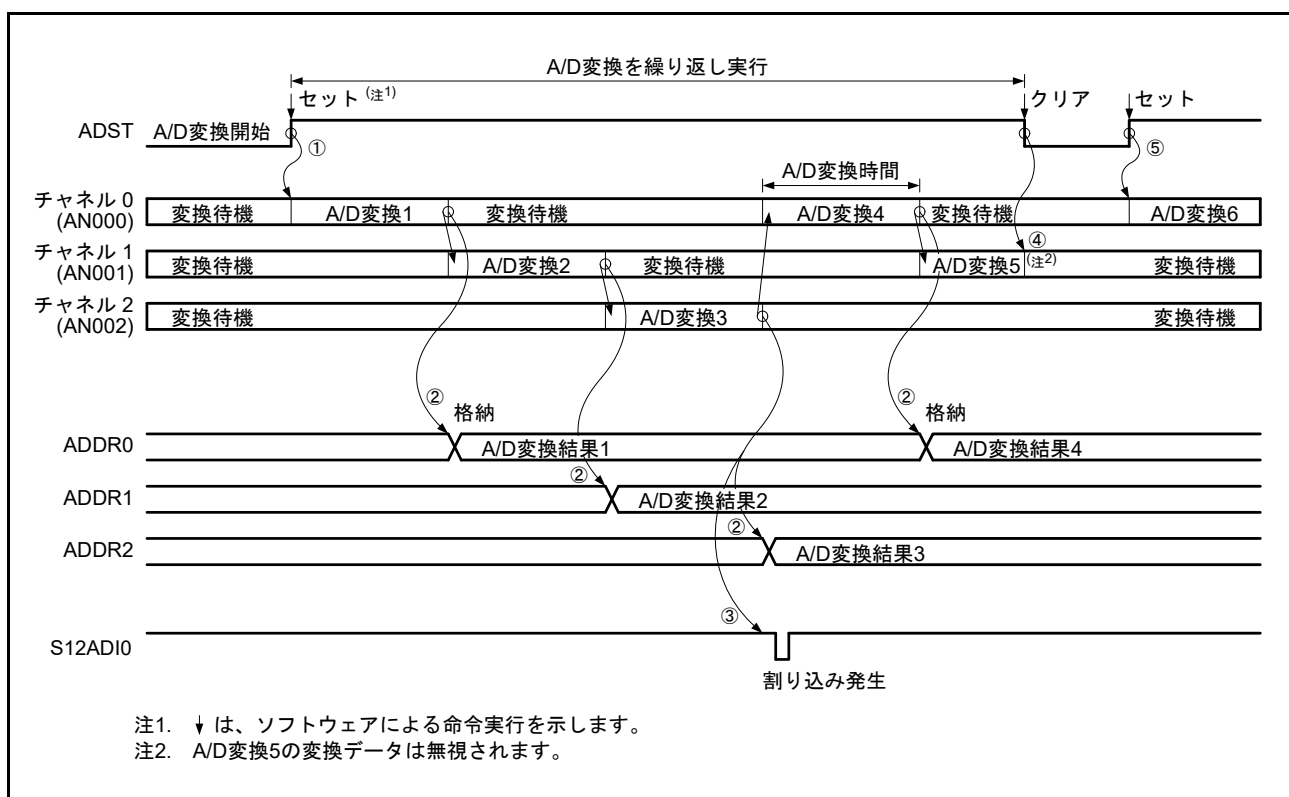 A/D変換を繰り返し実行
セット (注1)
クリア
セット
ADST
A/D変換開始
①
⑤
A/D変換時間
チャネル 0
(AN000)
変換待機
A/D変換1
変換待機
A/D変換4
変換待機
A/D変換6
④
チャネル 1
(AN001)
変換待機
A/D変換2
変換待機
A/D変換5 (注2)
変換待機
チャネル 2
(AN002)
変換待機
A/D変換3
変換待機
②
格納
②
格納
ADDR0
A/D変換結果1
A/D変換結果4
②
ADDR1
A/D変換結果2
②
ADDR2
A/D変換結果3
③
S12ADI0
割り込み発生
注1. ↓ は、ソフトウェアによる命令実行を示します。
注2. A/D変換5の変換データは無視されます。